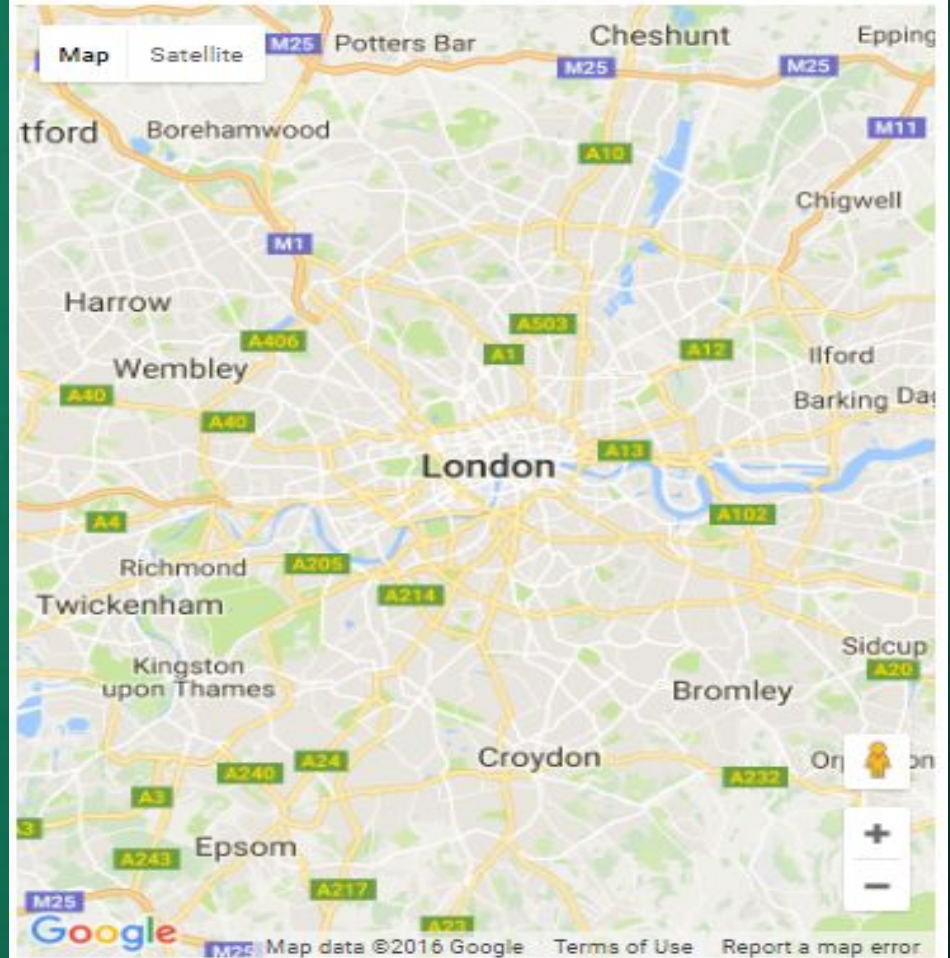 Map Satellite M25 Potters Bar Cheshunt Epping
M25 M25
tford Borehamwood M11
A10
Chigwell
M1
Harrow
A503
A406 A1 A12 Ilford
Wembley
A40 Barking
A40
London A13
A4 A102
Richmond A205
Twickenham A214
Sidcup
Kingston
upon Thames A20
Bromley
Croydon
A24
A240 A232
A3
Epsom
A243
A217
M25
Google A23
M25 Map data ©2016 Google Terms of Use Report a map error